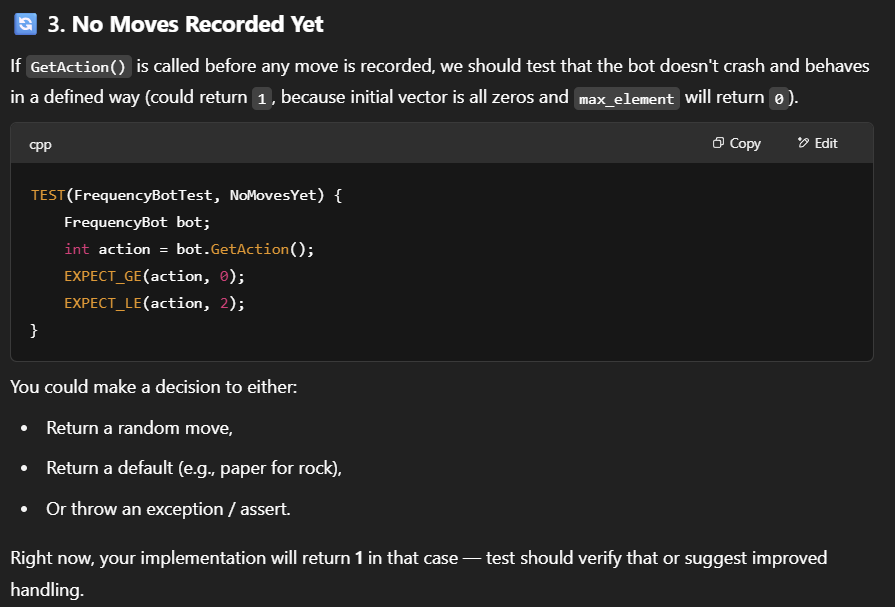 🔄 3. No Moves Recorded Yet
If GetAction() is called before any move is recorded, we should test that the bot doesn't crash and behaves
in a defined way (could return 1, because initial vector is all zeros and max_element will return 0).
cpp
Copy
Edit
TEST(FrequencyBotTest, NoMovesYet) {
    FrequencyBot bot;
    int action = bot.GetAction();
    EXPECT_GE(action, 0);
    EXPECT_LE(action, 2);
}
You could make a decision to either:
• Return a random move,
• Return a default (e.g., paper for rock),
• Or throw an exception / assert.
Right now, your implementation will return 1 in that case — test should verify that or suggest improved
handling.